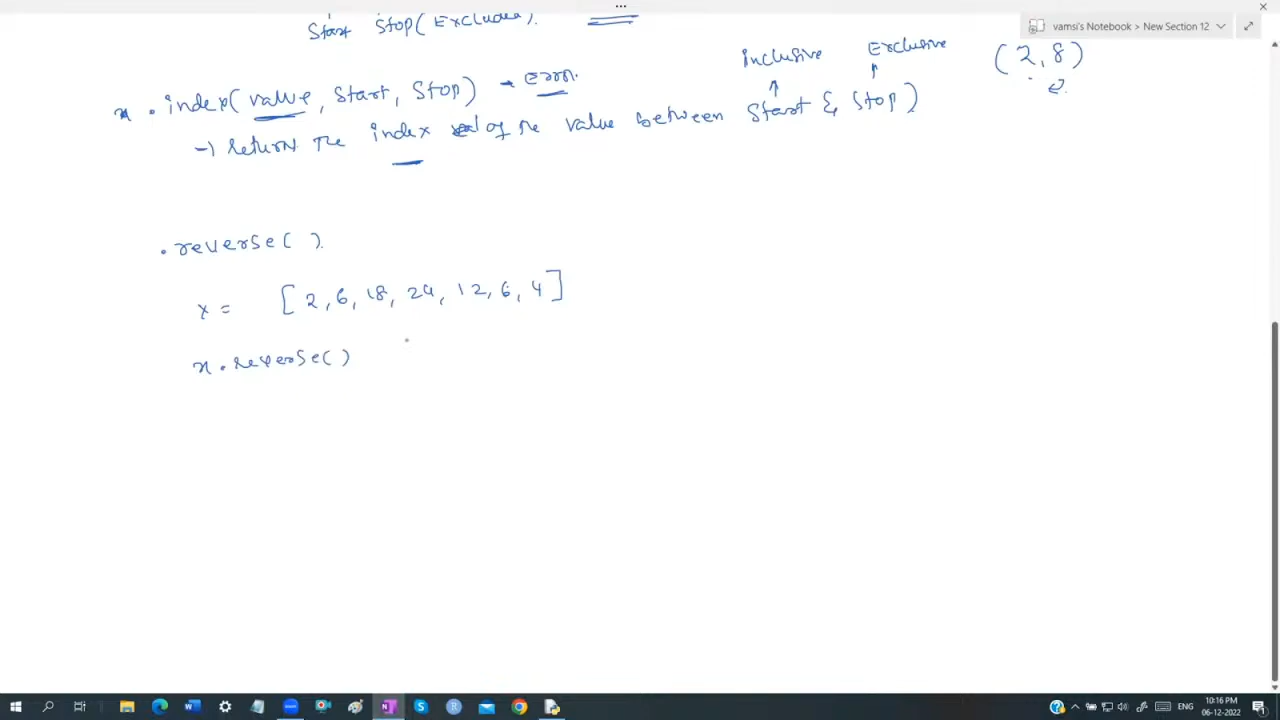 ...
vamsi's Notebook > New Section 12
Start Stop( Excluded).
Inclusive Exclusive (2,8)
x . index( value, Start, Stop) → Error.
→ return the index of the value between Start & Stop)
.reverse( ).
x = [2,6,18,24,12,6,4]
x.reverse()
ENG
10:16 PM
06-12-2022